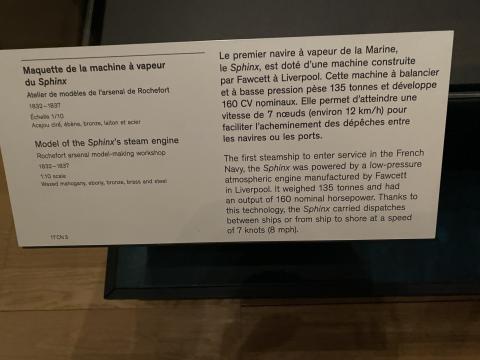 Maquette de la machine à vapeur
du Sphinx
Atelier de modèles de l'arsenal de Rochefort
1832–1837
Échelle 1/10
Acajou ciré, ébène, bronze, laiton et acier
Model of the Sphinx's steam engine
Rochefort arsenal model-making workshop
1832–1837
1:10 scale
Waxed mahogany, ebony, bronze, brass and steel
17 CN 5
Le premier navire à vapeur de la Marine,
le Sphinx, est doté d'une machine construite
par Fawcett à Liverpool. Cette machine à balancier
et à basse pression pèse 135 tonnes et développe
160 CV nominaux. Elle permet d'atteindre une
vitesse de 7 nœuds (environ 12 km/h) pour
faciliter l'acheminement des dépêches entre
les navires ou les ports.
The first steamship to enter service in the French
Navy, the Sphinx was powered by a low-pressure
atmospheric engine manufactured by Fawcett
in Liverpool. It weighed 135 tonnes and had
an output of 160 nominal horsepower. Thanks to
this technology, the Sphinx carried dispatches
between ships or from ship to shore at a speed
of 7 knots (8 mph).